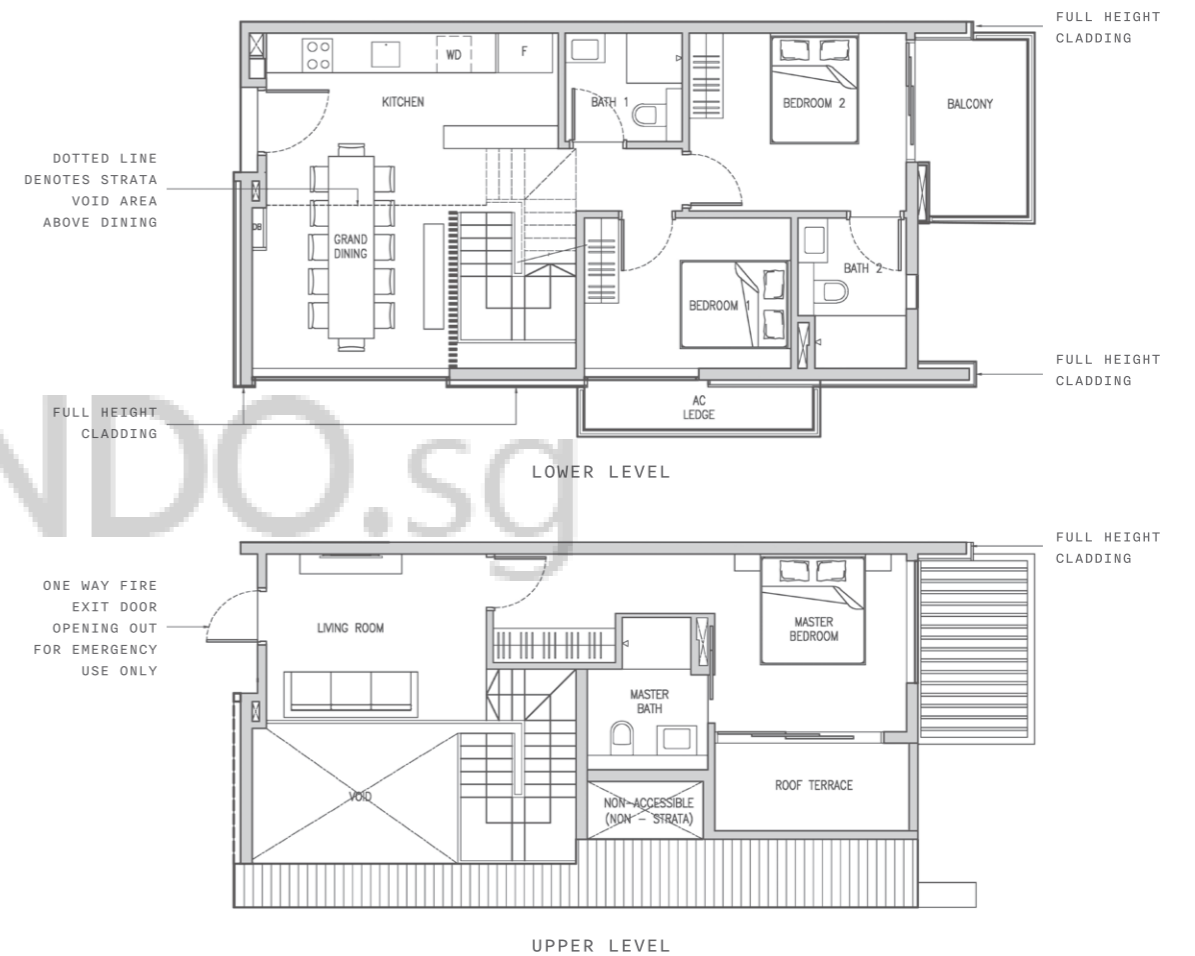 FULL HEIGHT
CLADDING
WD
F
KITCHEN
BATH 1
BEDROOM 2
BALCONY
DOTTED LINE
DENOTES STRATA
VOID AREA
ABOVE DINING
DB
GRAND
DINING
BATH 2
BEDROOM 1
FULL HEIGHT
CLADDING
AC
LEDGE
FULL HEIGHT
CLADDING
NDO.sg
LOWER LEVEL
FULL HEIGHT
CLADDING
ONE WAY FIRE
EXIT DOOR
OPENING OUT
FOR EMERGENCY
USE ONLY
LIVING ROOM
MASTER
BEDROOM
MASTER
BATH
VOID
ROOF TERRACE
NON-ACCESSIBLE
(NON - STRATA)
UPPER LEVEL